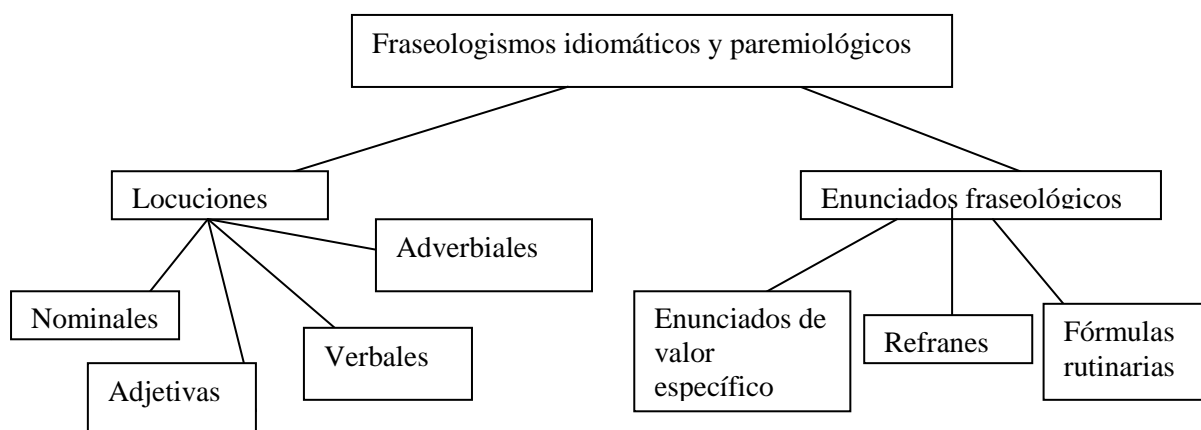 Fraseologismos idiomáticos y paremiológicos
Locuciones
Enunciados fraseológicos
Adverbiales
Nominales
Verbales
Adjetivas
Enunciados de
valor
específico
Refranes
Fórmulas
rutinarias